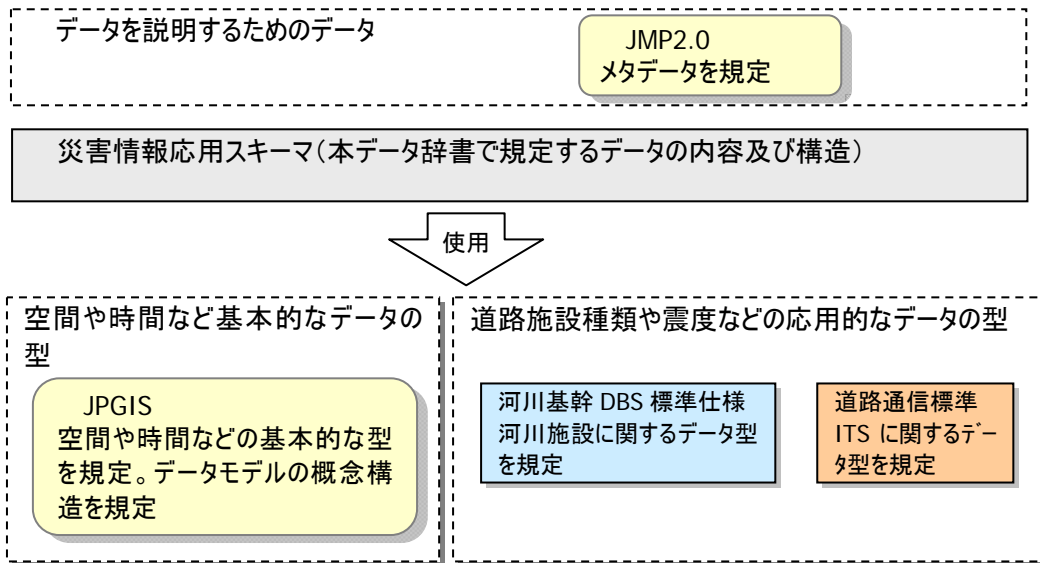 データを説明するためのデータ
JMP2.0
メタデータを規定
災害情報応用スキーマ(本データ辞書で規定するデータの内容及び構造)
使用
空間や時間など基本的なデータの
型
JPGIS
空間や時間などの基本的な型
を規定。データモデルの概念構
造を規定
道路施設種類や震度などの応用的なデータの型
河川基幹 DBS 標準仕様
河川施設に関するデータ型
を規定
道路通信標準
ITS に関するデー
タ型を規定